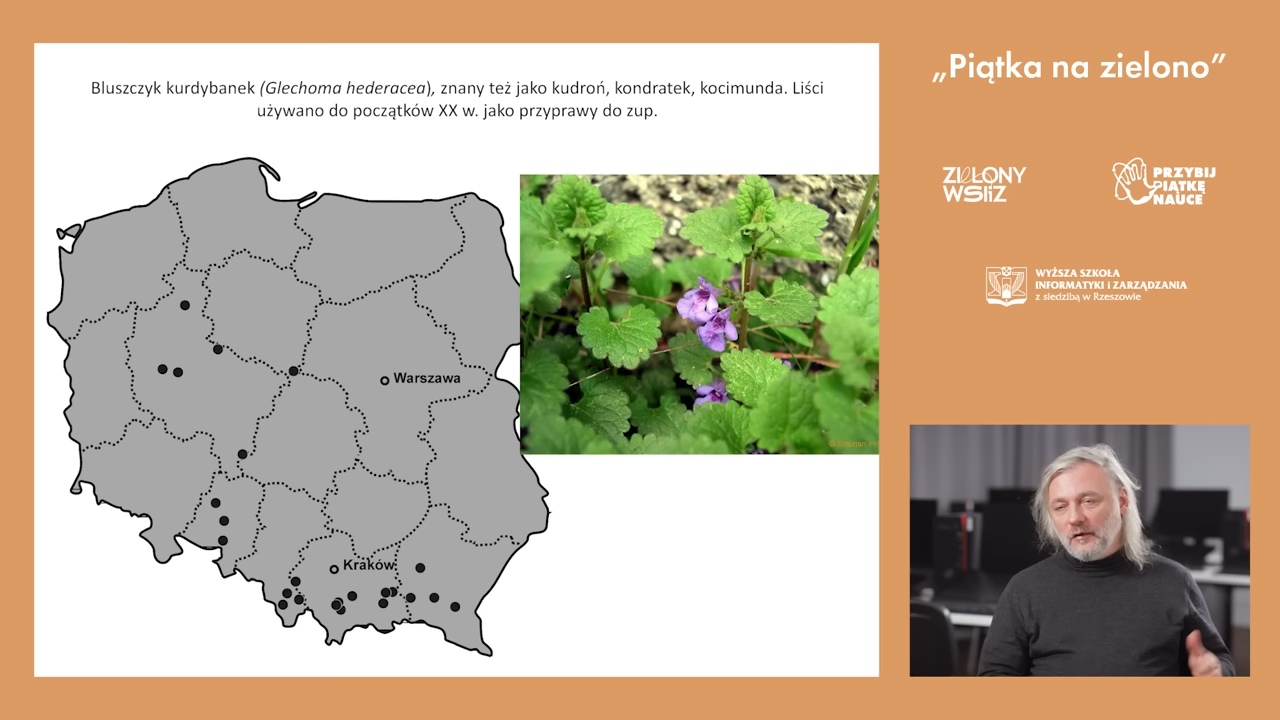 Bluszczyk kurdybanek (Glechoma hederacea), znany też jako kudroń, kondratek, kocimunda. Liści
używano do początków XX w. jako przyprawy do zup.
Warszawa
Kraków
„Piątka na zielono”
ZIELONY
WSIiZ
PRZYBIJ
PIĄTKĘ
NAUCE
WYŻSZA SZKOŁA
INFORMATYKI i ZARZĄDZANIA
z siedzibą w Rzeszowie